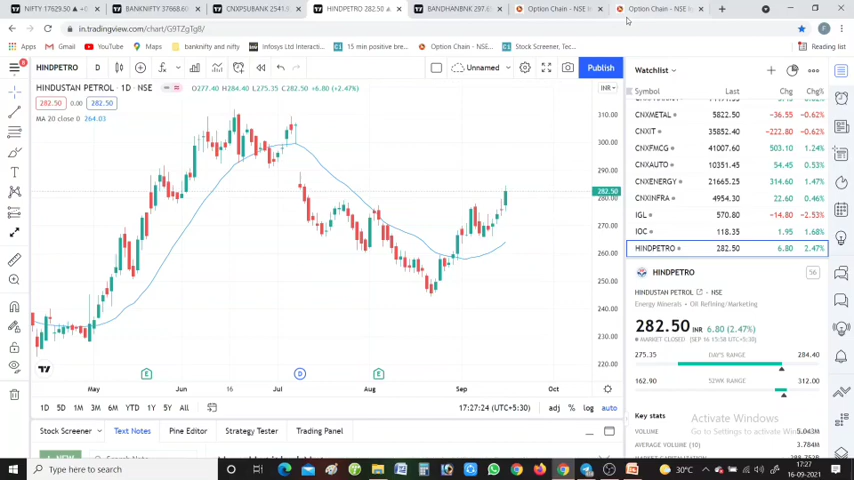 NIFTY 17629.50
BANKNIFTY 37668.60
CNXPSUBANK 2541.
HINDPETRO 282.50
BANDHANBNK 297.6
Option Chain - NSE
Option Chain - NSE
in.tradingview.com/chart/G9TZgTg8/
Apps
Gmail
YouTube
Maps
banknifty and nifty
Infosys Ltd Interactiv...
15 min positive bre...
Option Chain - NSE...
Stock Screener, Tec...
Reading list
HINDPETRO
D
Unnamed
Publish
HINDUSTAN PETROL · 1D · NSE
O277.40 H284.40 L275.35 C282.50 +6.80 (+2.47%)
282.50 0.00 282.50
MA 20 close 0 264.03
INR
310.00
300.00
290.00
282.50
280.00
270.00
260.00
250.00
240.00
230.00
220.00
E
D
E
May
Jun
16
Jul
Aug
Sep
Oct
1D 5D 1M 3M 6M YTD 1Y 5Y All
17:27:24 (UTC+5:30)
adj % log auto
Stock Screener
Text Notes
Pine Editor
Strategy Tester
Trading Panel
Watchlist
Symbol Last Chg Chg%
CNXMETAL 5822.50 -36.55 -0.62%
CNXIT 35852.40 -222.80 -0.62%
CNXFMCG 41007.60 503.10 1.24%
CNXAUTO 10351.45 54.45 0.53%
CNXENERGY 21665.25 314.60 1.47%
CNXINFRA 4954.30 22.60 0.46%
IGL 570.80 -14.80 -2.53%
IOC 118.35 1.95 1.68%
HINDPETRO 282.50 6.80 2.47%
HINDPETRO
56
HINDUSTAN PETROL · NSE
Energy Minerals · Oil Refining/Marketing
282.50 INR 6.80 (2.47%)
MARKET CLOSED (SEP 16 15:58 UTC+5:30)
275.35 DAY'S RANGE 284.40
162.90 52WK RANGE 312.00
Key stats
VOLUME 5.043M
AVERAGE VOLUME (10) 3.784M
Activate Windows
Go to Settings to activate Windows.
Type here to search
30°C
17:27
16-09-2021